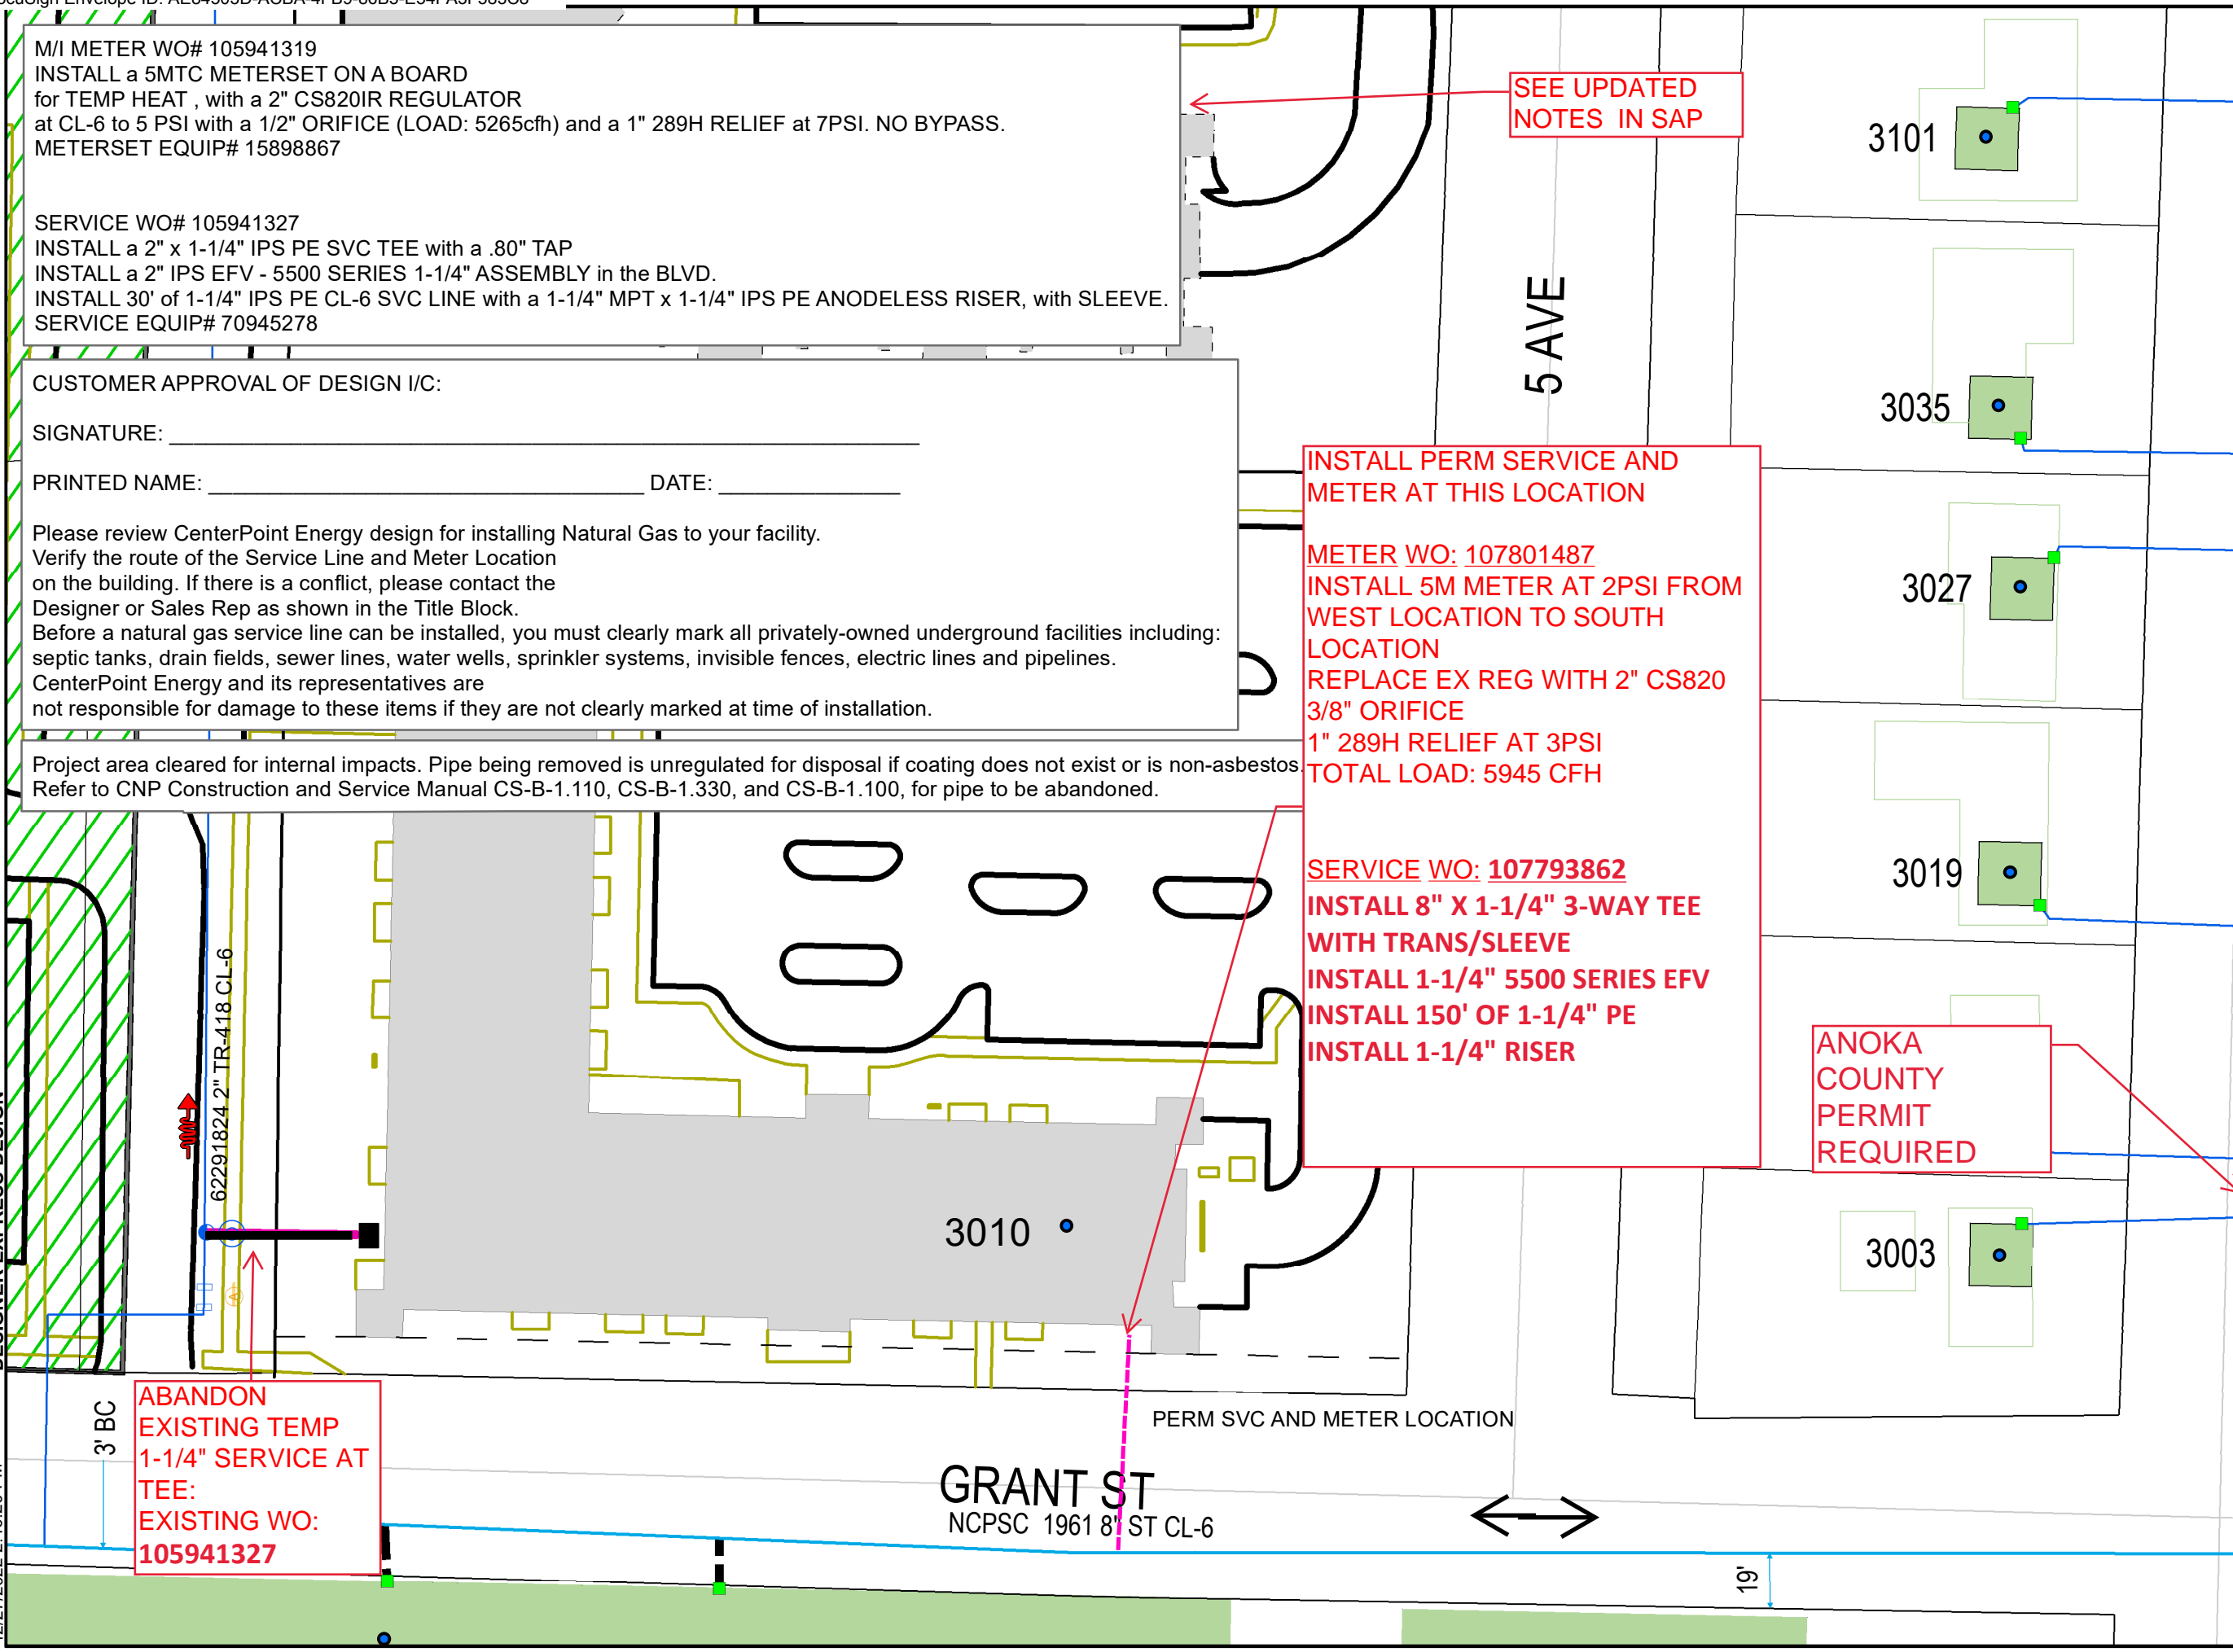 M/I METER WO# 105941319
INSTALL a 5MTC METERSET ON A BOARD
for TEMP HEAT , with a 2" CS820IR REGULATOR
at CL-6 to 5 PSI with a 1/2" ORIFICE (LOAD: 5265cfh) and a 1" 289H RELIEF at 7PSI. NO BYPASS.
METERSET EQUIP# 15898867
SERVICE WO# 105941327
INSTALL a 2" x 1-1/4" IPS PE SVC TEE with a .80" TAP
INSTALL a 2" IPS EFV - 5500 SERIES 1-1/4" ASSEMBLY in the BLVD.
INSTALL 30' of 1-1/4" IPS PE CL-6 SVC LINE with a 1-1/4" MPT x 1-1/4" IPS PE ANODELESS RISER, with SLEEVE.
SERVICE EQUIP# 70945278
CUSTOMER APPROVAL OF DESIGN I/C:
SIGNATURE:
PRINTED NAME: DATE:
Please review CenterPoint Energy design for installing Natural Gas to your facility.
Verify the route of the Service Line and Meter Location
on the building. If there is a conflict, please contact the
Designer or Sales Rep as shown in the Title Block.
Before a natural gas service line can be installed, you must clearly mark all privately-owned underground facilities including:
septic tanks, drain fields, sewer lines, water wells, sprinkler systems, invisible fences, electric lines and pipelines.
CenterPoint Energy and its representatives are
not responsible for damage to these items if they are not clearly marked at time of installation.
Project area cleared for internal impacts. Pipe being removed is unregulated for disposal if coating does not exist or is non-asbestos.
Refer to CNP Construction and Service Manual CS-B-1.110, CS-B-1.330, and CS-B-1.100, for pipe to be abandoned.
SEE UPDATED
NOTES IN SAP
5 AVE
3101
3035
3027
3019
3003
INSTALL PERM SERVICE AND
METER AT THIS LOCATION
METER WO: 107801487
INSTALL 5M METER AT 2PSI FROM
WEST LOCATION TO SOUTH
LOCATION
REPLACE EX REG WITH 2" CS820
3/8" ORIFICE
1" 289H RELIEF AT 3PSI
TOTAL LOAD: 5945 CFH
SERVICE WO: 107793862
INSTALL 8" X 1-1/4" 3-WAY TEE
WITH TRANS/SLEEVE
INSTALL 1-1/4" 5500 SERIES EFV
INSTALL 150' OF 1-1/4" PE
INSTALL 1-1/4" RISER
ANOKA
COUNTY
PERMIT
REQUIRED
62291824 2" TR-418 CL-6
A
3010
ABANDON
EXISTING TEMP
1-1/4" SERVICE AT
TEE:
EXISTING WO:
105941327
3' BC
PERM SVC AND METER LOCATION
GRANT ST
NCPSC 1961 8" ST CL-6
19'